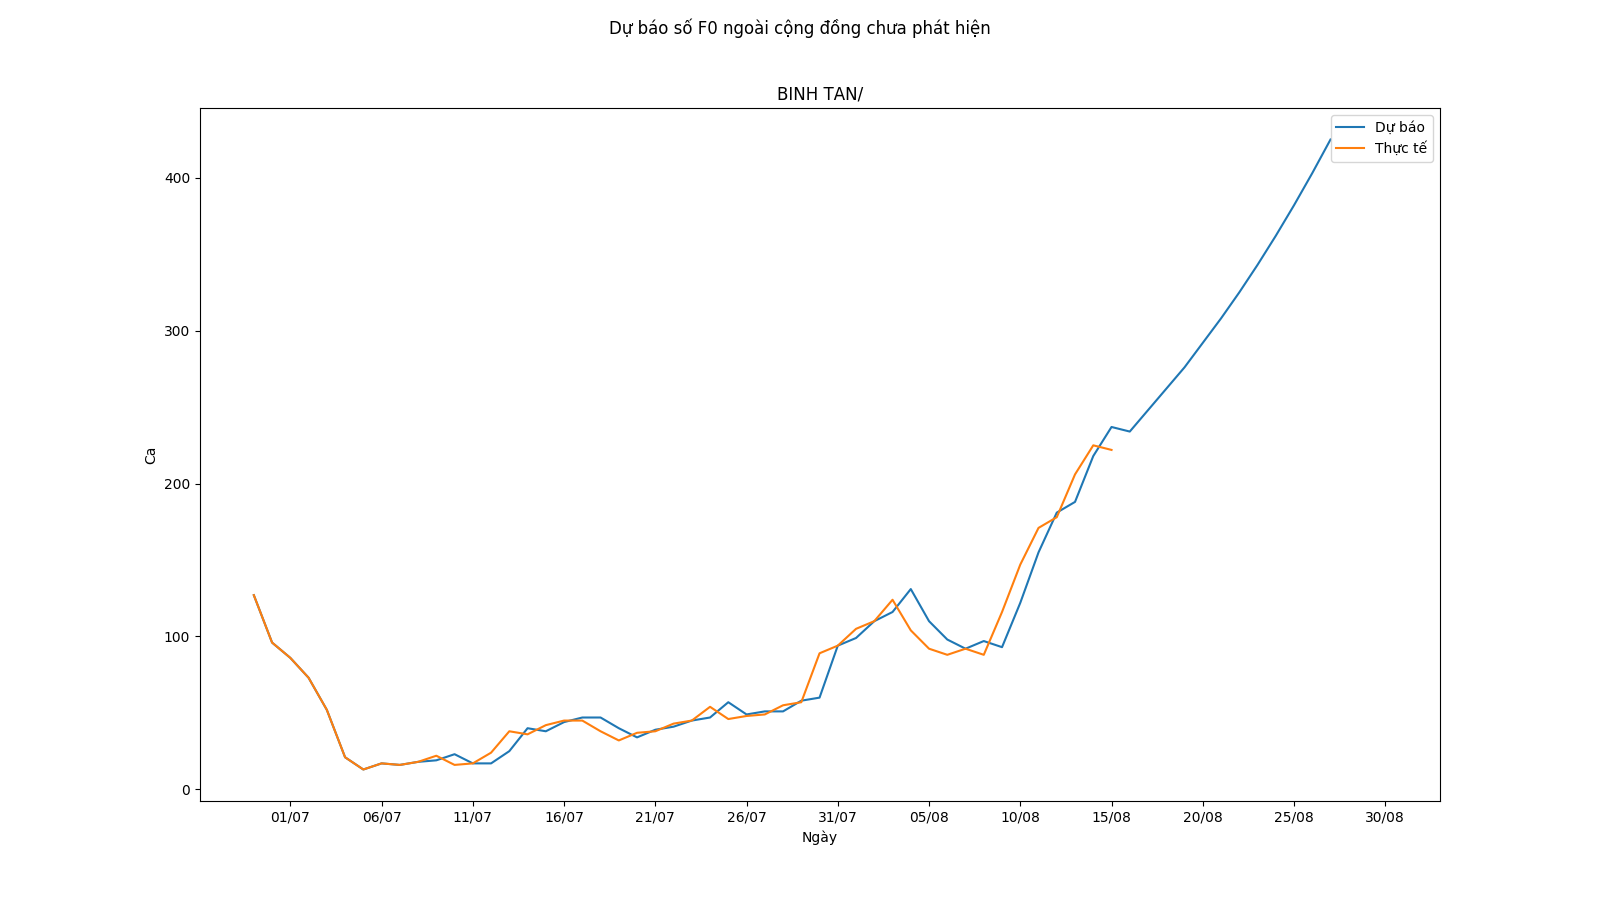 Dự báo số F0 ngoài cộng đồng chưa phát hiện
BINH TAN/
Dự báo
Thực tế
400
300
200
100
0
Ca
01/07 06/07 11/07 16/07 21/07 26/07 31/07 05/08 10/08 15/08 20/08 25/08 30/08
Ngày